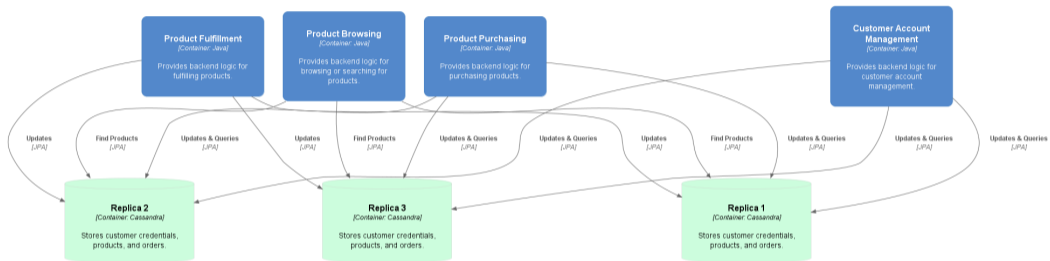 Product Fulfillment
[Container: Java]
Provides backend logic for
fulfilling products.
Product Browsing
[Container: Java]
Provides backend logic for
browsing or searching for
products.
Product Purchasing
[Container: Java]
Provides backend logic for
purchasing products.
Customer Account
Management
[Container: Java]
Provides backend logic for
customer account
management.
Updates
[JPA]
Find Products
[JPA]
Updates & Queries
[JPA]
Updates
[JPA]
Find Products
[JPA]
Updates & Queries
[JPA]
Updates & Queries
[JPA]
Updates
[JPA]
Find Products
[JPA]
Updates & Queries
[JPA]
Updates & Queries
[JPA]
Updates & Queries
[JPA]
Replica 2
[Container: Cassandra]
Stores customer credentials,
products, and orders.
Replica 3
[Container: Cassandra]
Stores customer credentials,
products, and orders.
Replica 1
[Container: Cassandra]
Stores customer credentials,
products, and orders.